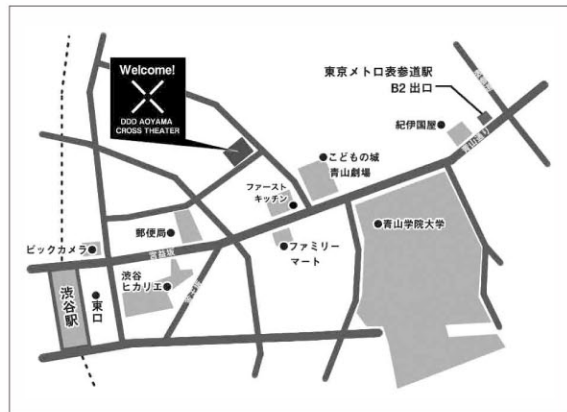 Welcome!
DDD AOYAMA
CROSS THEATER
東京メトロ表参道駅
B2 出口
紀伊国屋
青山通り
こどもの城
青山劇場
ファースト
キッチン
青山学院大学
郵便局
ファミリー
マート
ビックカメラ
宮益坂
渋谷
ヒカリエ
東口
渋谷駅